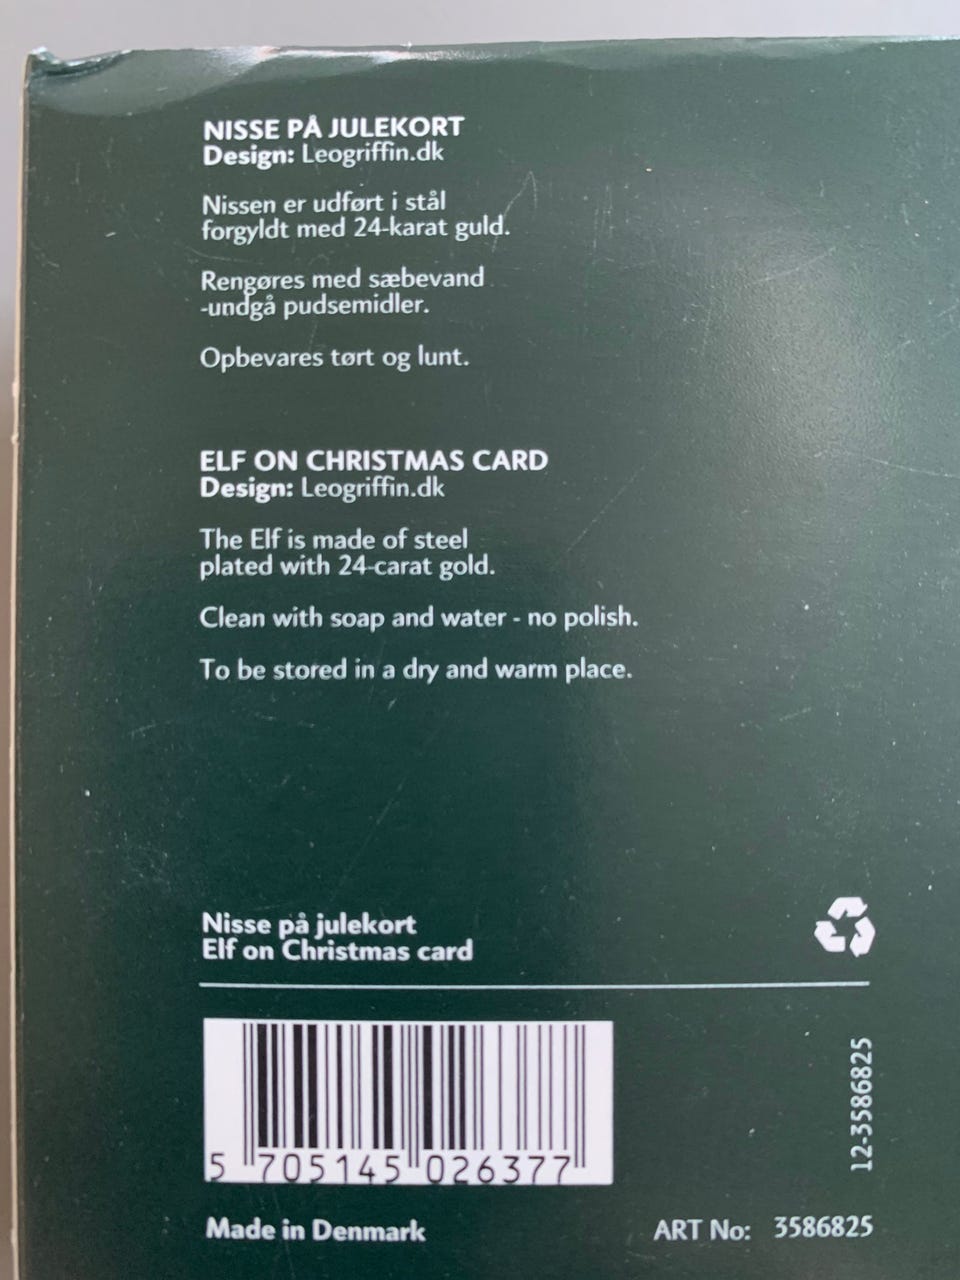 NISSE PÅ JULEKORT
Design: Leogriffin.dk
Nissen er udført i stål
forgyldt med 24-karat guld.
Rengøres med sæbevand
-undgå pudsemidler.
Opbevares tørt og lunt.
ELF ON CHRISTMAS CARD
Design: Leogriffin.dk
The Elf is made of steel
plated with 24-carat gold.
Clean with soap and water - no polish.
To be stored in a dry and warm place.
Nisse på julekort
Elf on Christmas card
5 705145 026377
12-3586825
Made in Denmark
ART No: 3586825